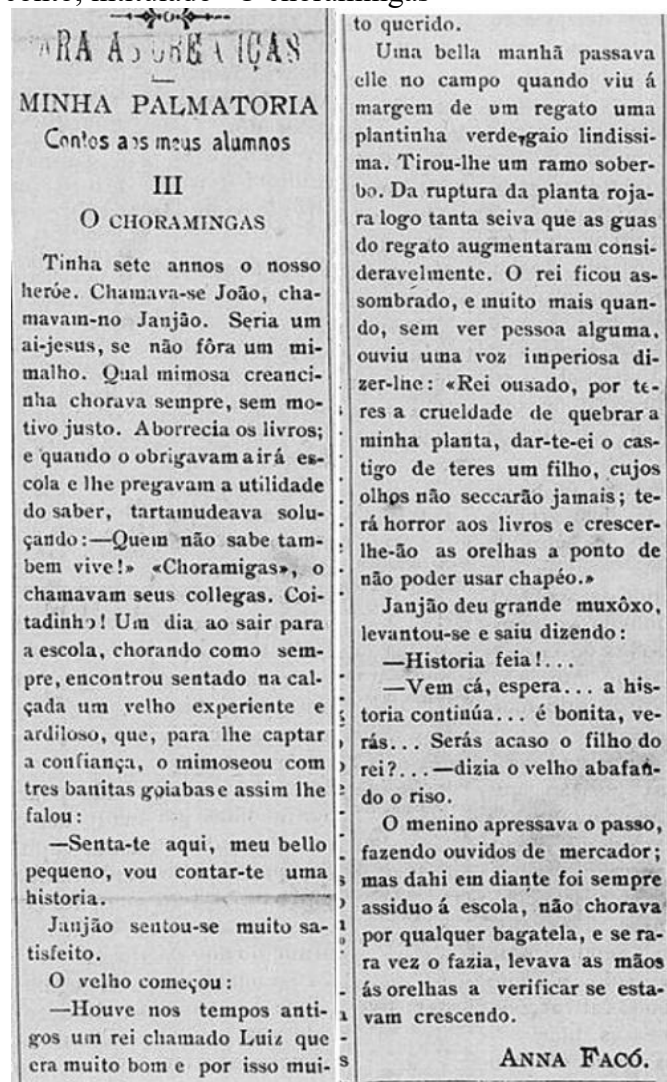 conto, intitulado "O choramingas"
PARA AS CREANÇAS
MINHA PALMATORIA
Contos aos meus alumnos
III
O CHORAMINGAS
Tinha sete annos o nosso
heróe. Chamava-se João, cha-
mavam-no Janjão. Seria um
ai-jesus, se não fôra um mi-
malho. Qual mimosa creanci-
nha chorava sempre, sem mo-
tivo justo. Aborrecia os livros;
e quando o obrigavam a ir á es-
cola e lhe pregavam a utilidade
do saber, tartamudeava solu-
çando:—Quem não sabe tam-
bem vive!» «Choramigas», o
chamavam seus collegas. Coi-
tadinho! Um dia ao sair para
a escola, chorando como sem-
pre, encontrou sentado na cal-
çada um velho experiente e
ardiloso, que, para lhe captar
a confiança, o mimoseou com
tres banitas goiabas e assim lhe
falou:
—Senta-te aqui, meu bello
pequeno, vou contar-te uma
historia.
Janjão sentou-se muito sa-
tisfeito.
O velho começou:
—Houve nos tempos anti-
gos um rei chamado Luiz que
era muito bom e por isso mui-
to querido.
Uma bella manhã passava
elle no campo quando viu á
margem de um regato uma
plantinha verde-gaio lindissi-
ma. Tirou-lhe um ramo sober-
bo. Da ruptura da planta roja-
ra logo tanta seiva que as guas
do regato augmentaram consi-
deravelmente. O rei ficou as-
sombrado, e muito mais quan-
do, sem ver pessoa alguma,
ouviu uma voz imperiosa di-
zer-lhe: «Rei ousado, por te-
res a crueldade de quebrar a
minha planta, dar-te-ei o cas-
tigo de teres um filho, cujos
olhos não seccarão jamais; te-
rá horror aos livros e crescer-
lhe-ão as orelhas a ponto de
não poder usar chapéo.»
Janjão deu grande muxôxo,
levantou-se e saiu dizendo:
—Historia feia!...
—Vem cá, espera... a his-
toria continúa... é bonita, ve-
rás... Serás acaso o filho do
rei?...—dizia o velho abafan-
do o riso.
O menino apressava o passo,
fazendo ouvidos de mercador;
mas dahi em diante foi sempre
assiduo á escola, não chorava
por qualquer bagatela, e se ra-
ra vez o fazia, levava as mãos
ás orelhas a verificar se esta-
vam crescendo.
ANNA FACÓ.